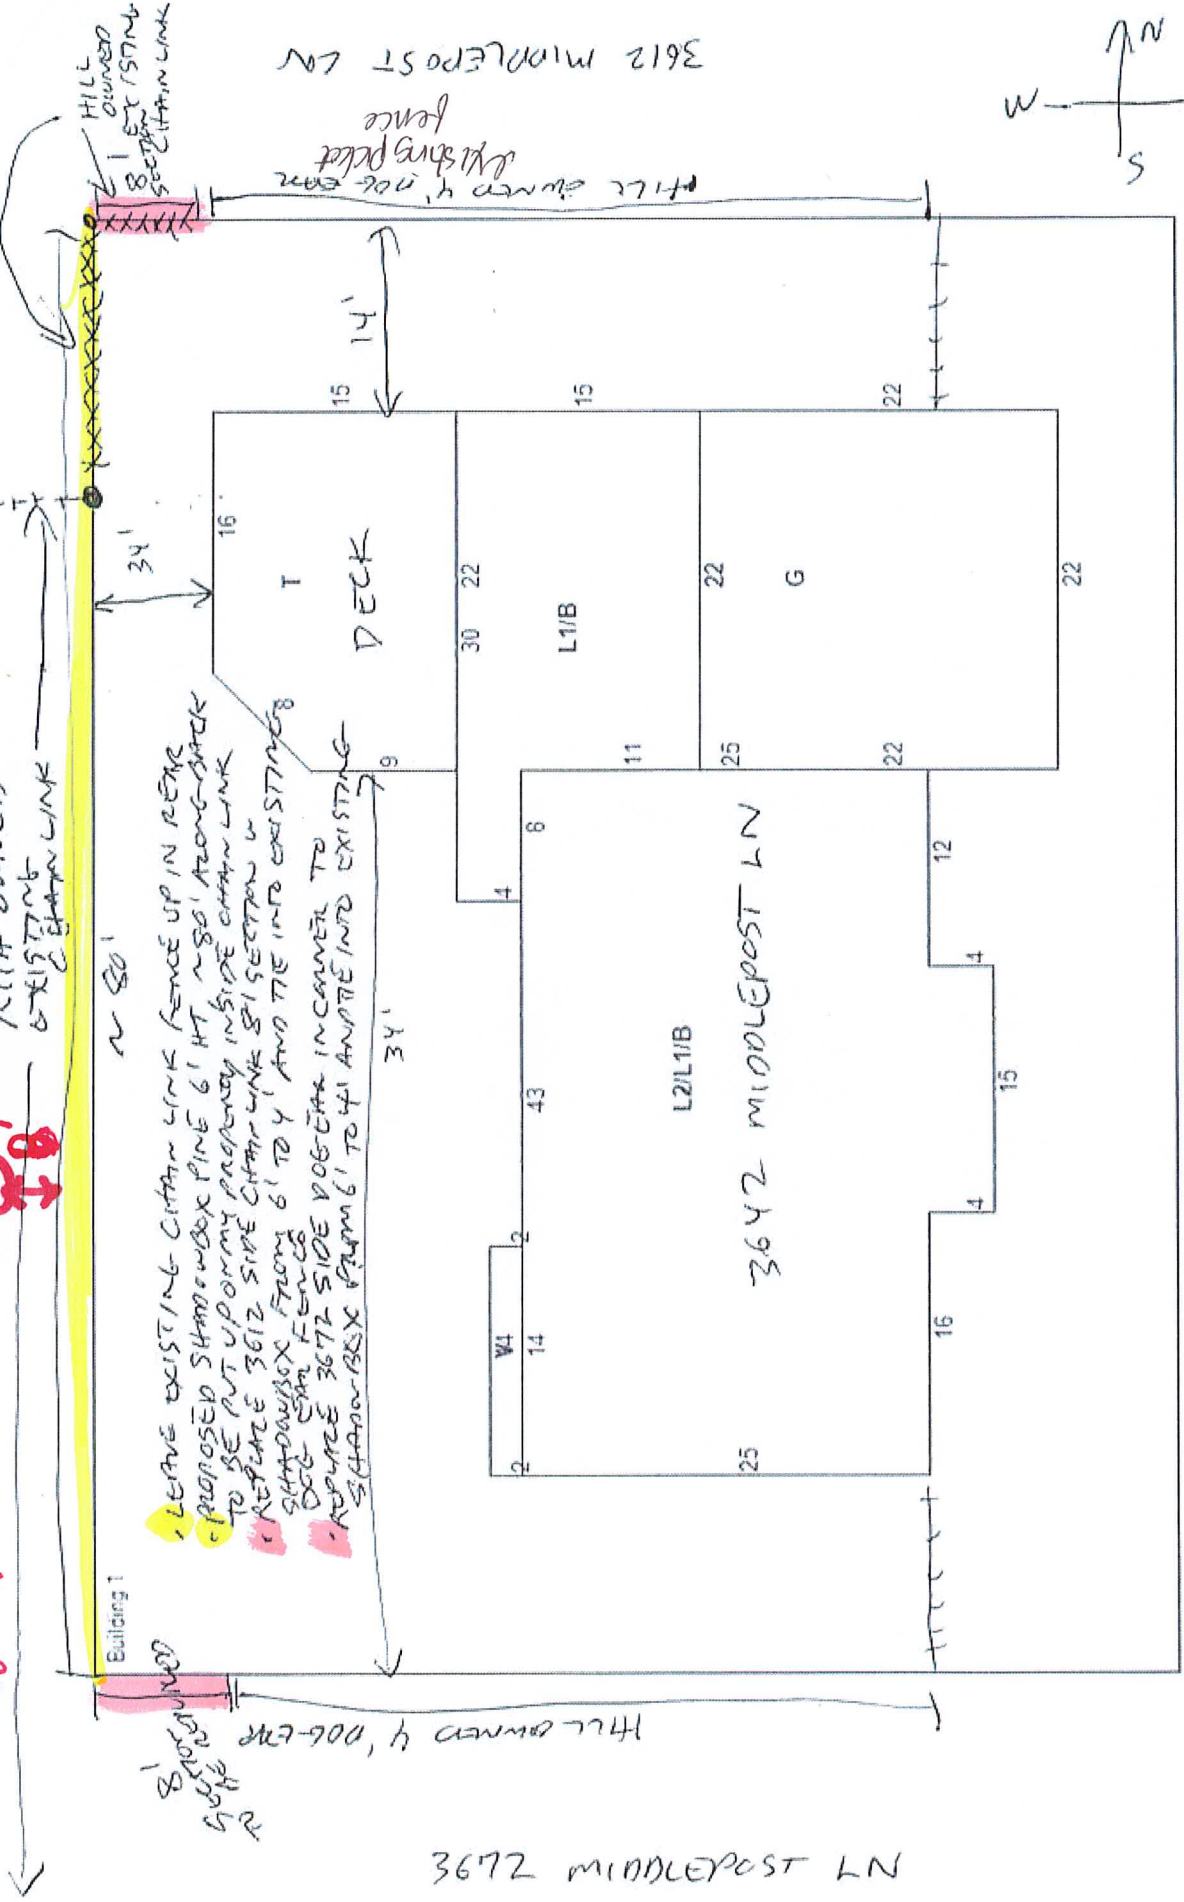 EXISTING
CHAIN LINK
8'
~ 80'
Building 1
HILL
OWNED
8' EXISTING
SECTION
CHAIN LINK
3612 MIDDLEPOST LN
existing picket
fence
HILL OWNED 4' DOG-EAR
W
N
S
34'
14'
• LEAVE EXISTING CHAIN LINK FENCE UP IN REAR
• PROPOSED SHADOWBOX PINE 6' HT ~80' ALONG BACK
TO BE PUT UP ON MY PROPERTY INSIDE CHAIN LINK
• REPLACE 3612 SIDE CHAIN LINK 8' SECTION W
SHADOWBOX FROM 6' TO 4' AND TIE INTO EXISTING
DOG EAR FENCE
• REPLACE 3672 SIDE DOGEAR IN CORNER TO
SHADOWBOX FROM 6' TO 4' AND TIE INTO EXISTING
34'
16
15
T
DECK
8
9
22
30
15
L1/B
11
22
25
22
G
22
22
6
4
43
2
W4
14
2
25
L2/L1/B
3642 MIDDLEPOST LN
12
4
15
4
16
8'
HILL OWNED 4' DOG-EAR
3672 MIDDLEPOST LN